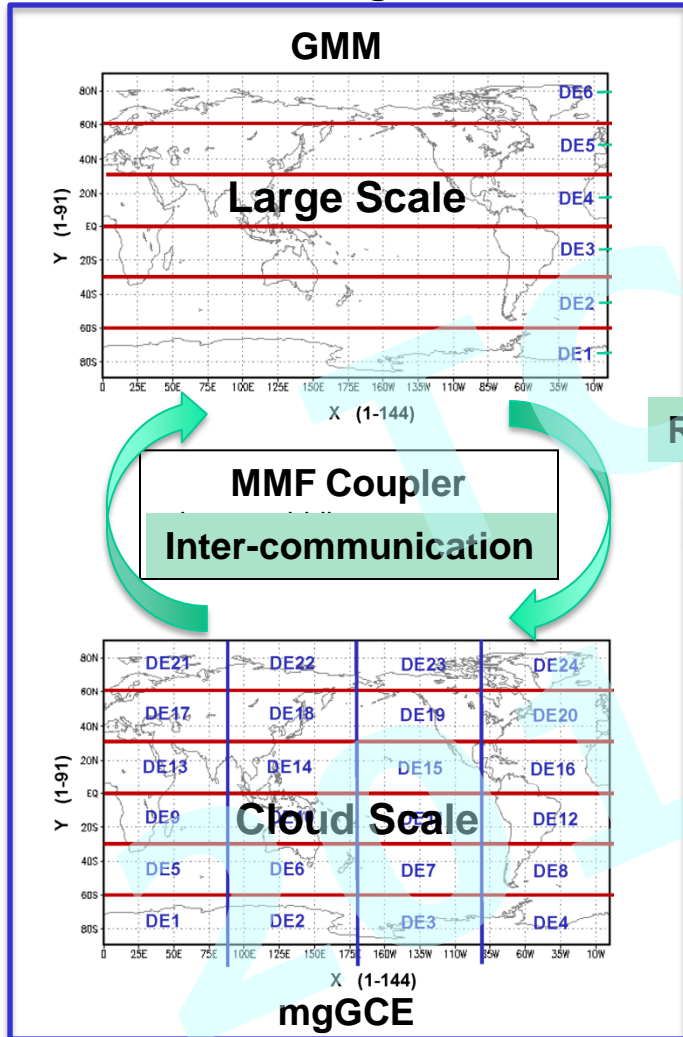 GMM
80N
60N
40N
20N
EQ
20S
40S
60S
80S
Y (1-91)
DE6
DE5
DE4
DE3
DE2
DE1
Large Scale
0 25E 50E 75E 100E 125E 150E 175E 160W 135W 110W 85W 60W 35W 10W
X (1-144)
R
MMF Coupler
Inter-communication
80N
60N
40N
20N
EQ
20S
40S
60S
80S
Y (1-91)
DE21 DE22 DE23 DE24
DE17 DE18 DE19 DE20
DE13 DE14 DE15 DE16
DE9 DE12
Cloud Scale
DE5 DE6 DE7 DE8
DE1 DE2 DE3 DE4
0 25E 50E 75E 100E 125E 150E 175E 160W 135W 110W 85W 60W 35W 10W
X (1-144)
mgGCE